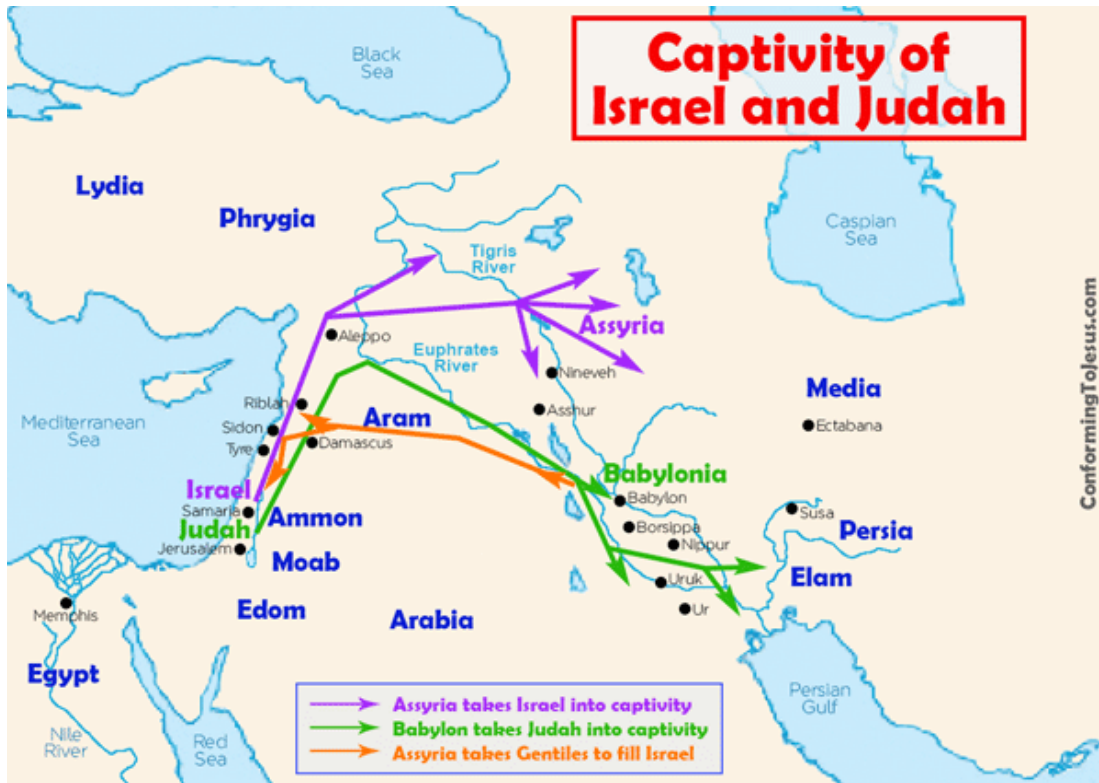 Captivity of
Israel and Judah
Black
Sea
Lydia
Phrygia
Caspian
Sea
Tigris
River
Assyria
Aleppo
Euphrates
River
Nineveh
Media
Mediterranean
Sea
Riblah
Asshur
Sidon
Aram
Ectabana
Tyre
Damascus
Israel
Babylonia
Samaria
Babylon
Judah
Ammon
Susa
Borsippa
Persia
Jerusalem
Nippur
Moab
Elam
Uruk
Memphis
Edom
Ur
Arabia
Egypt
Persian
Gulf
Nile
River
Red
Sea
Assyria takes Israel into captivity
Babylon takes Judah into captivity
Assyria takes Gentiles to fill Israel
ConformingToJesus.com